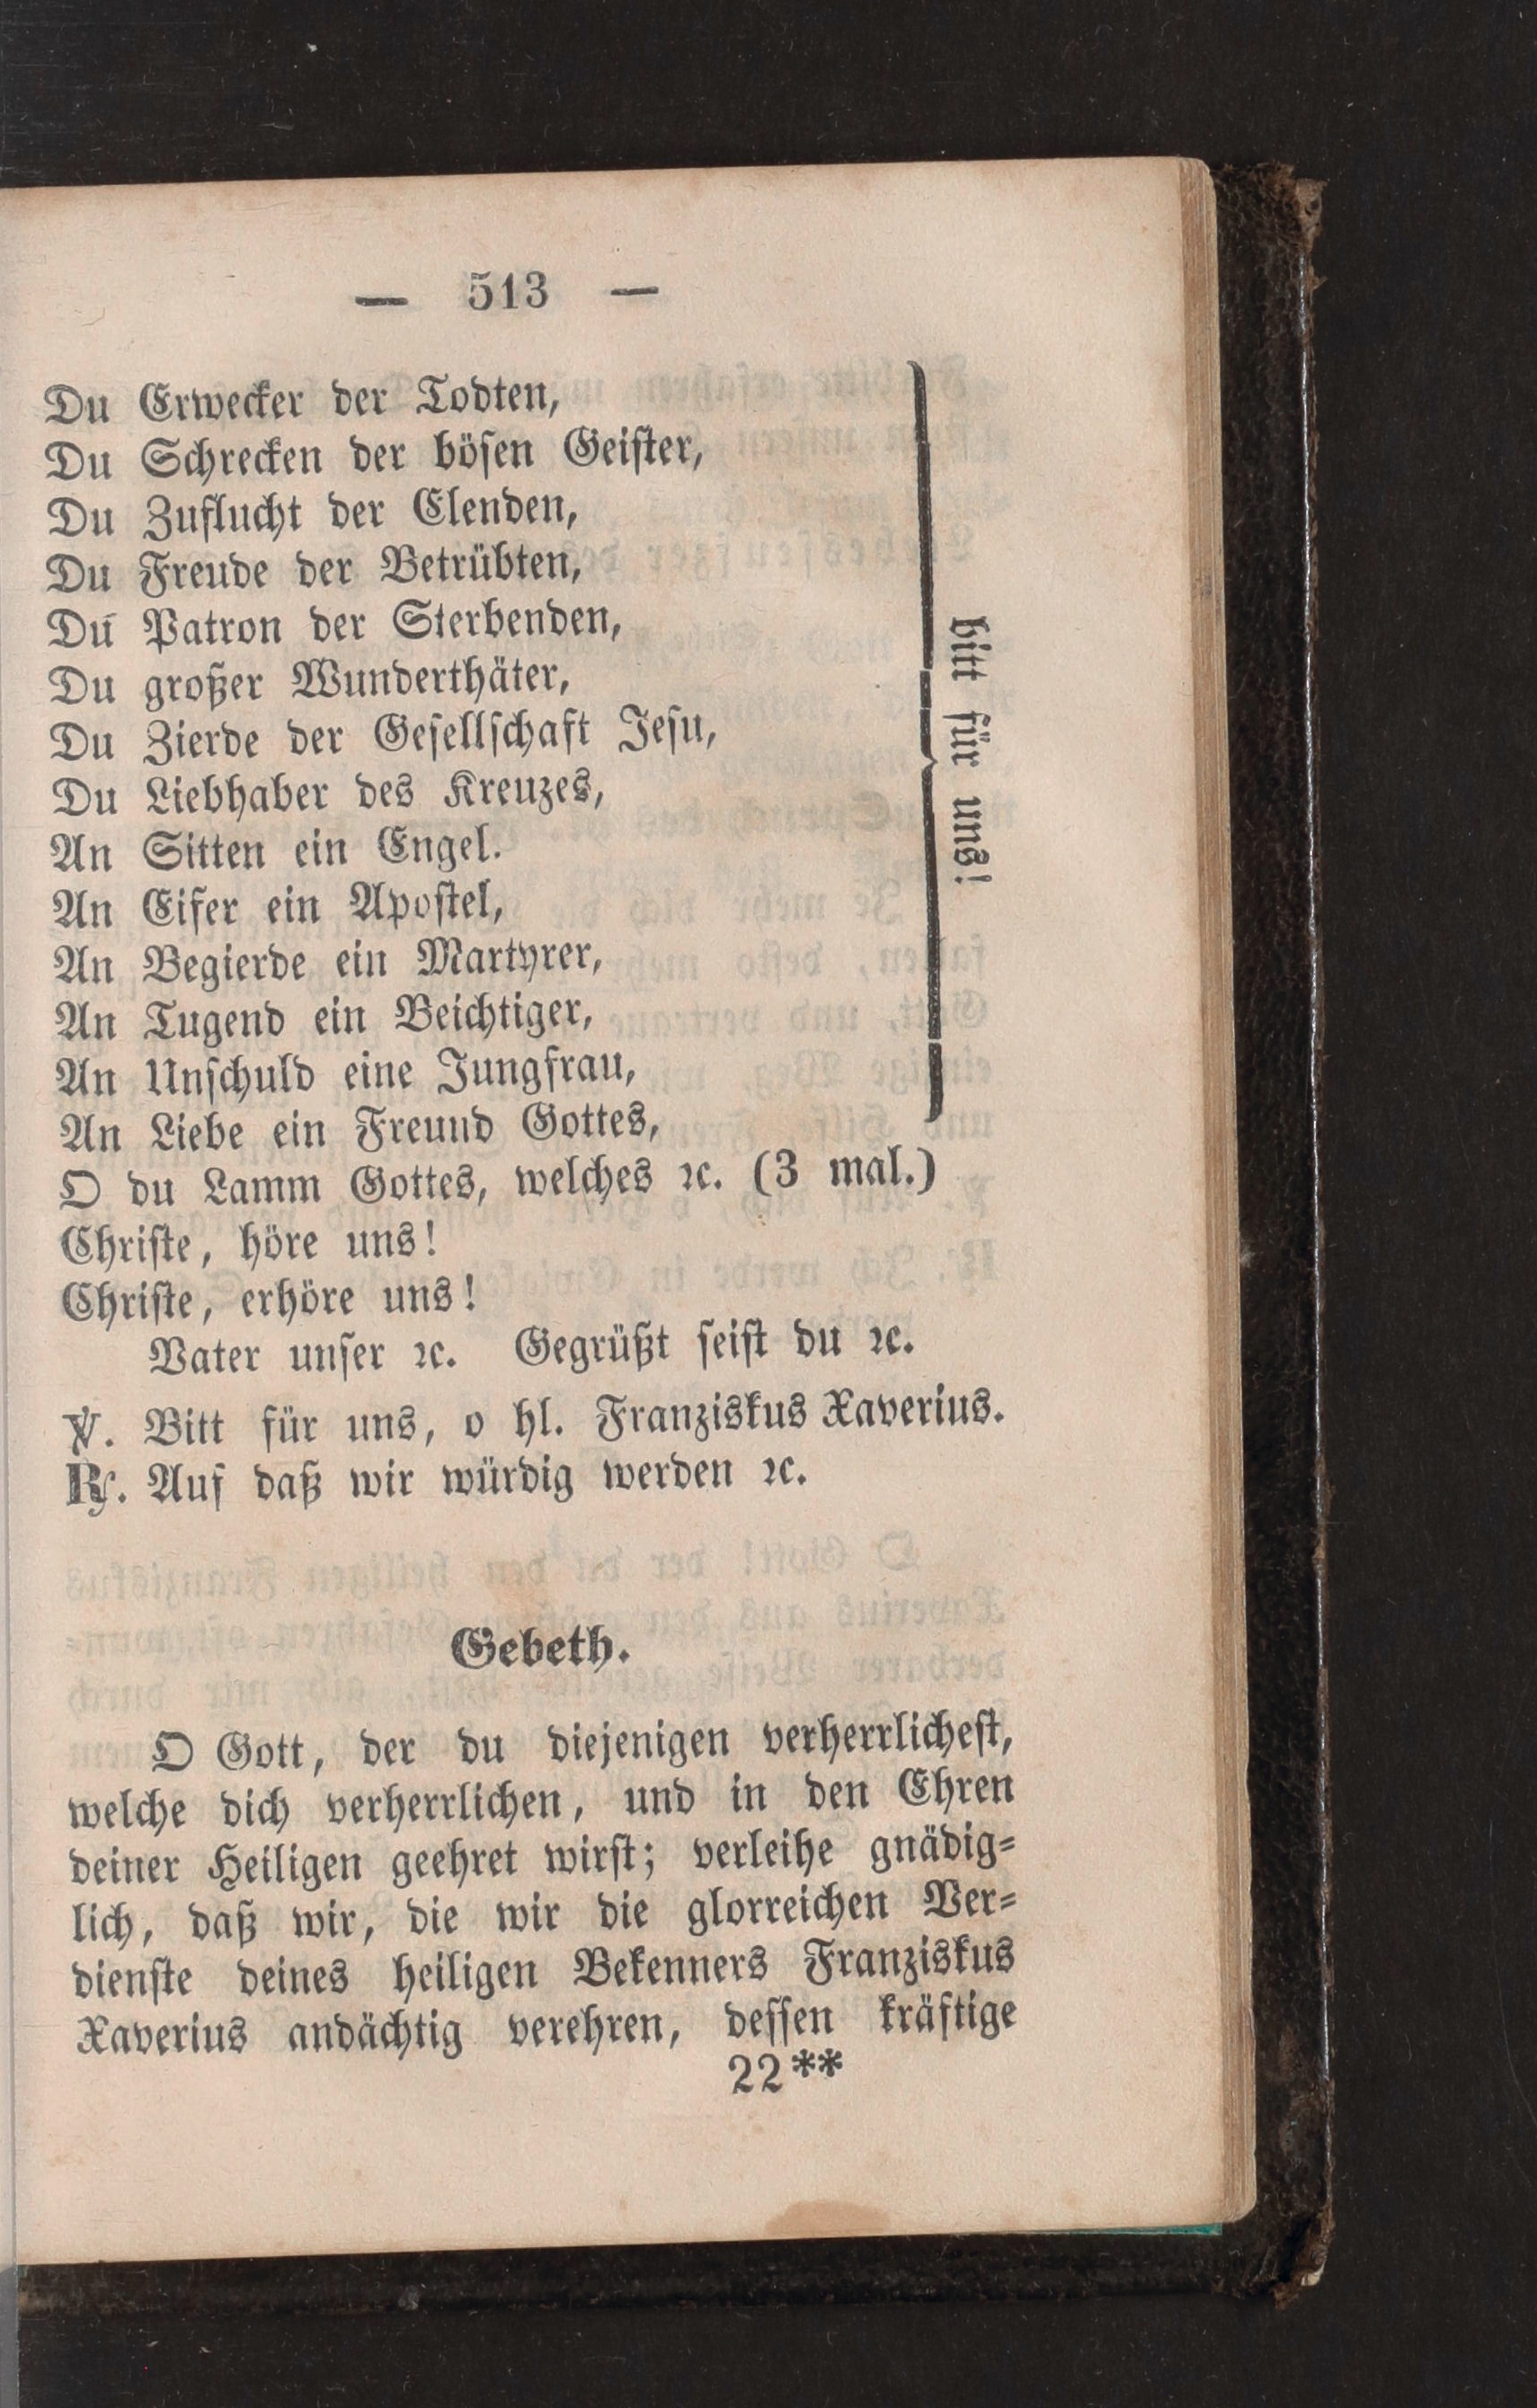 — 513 —
Du Erwecker der Todten,
Du Schrecken der bösen Geister,
Du Zuflucht der Elenden,
Du Freude der Betrübten,
Du Patron der Sterbenden,
Du großer Wunderthäter,
Du Zierde der Gesellschaft Jesu,
Du Liebhaber des Kreuzes,
An Sitten ein Engel.
An Eifer ein Apostel,
An Begierde ein Martyrer,
An Tugend ein Beichtiger,
An Unschuld eine Jungfrau,
An Liebe ein Freund Gottes,
bitt für uns!
O du Lamm Gottes, welches ꝛc. (3 mal.)
Christe, höre uns!
Christe, erhöre uns!
Vater unser ꝛc. Gegrüßt seist du ꝛc.
℣. Bitt für uns, o hl. Franziskus Xaverius.
℟. Auf daß wir würdig werden ꝛc.
Gebeth.
O Gott, der du diejenigen verherrlichest,
welche dich verherrlichen, und in den Ehren
deiner Heiligen geehret wirst; verleihe gnädig=
lich, daß wir, die wir die glorreichen Ver=
dienste deines heiligen Bekenners Franziskus
Xaverius andächtig verehren, dessen kräftige
22**